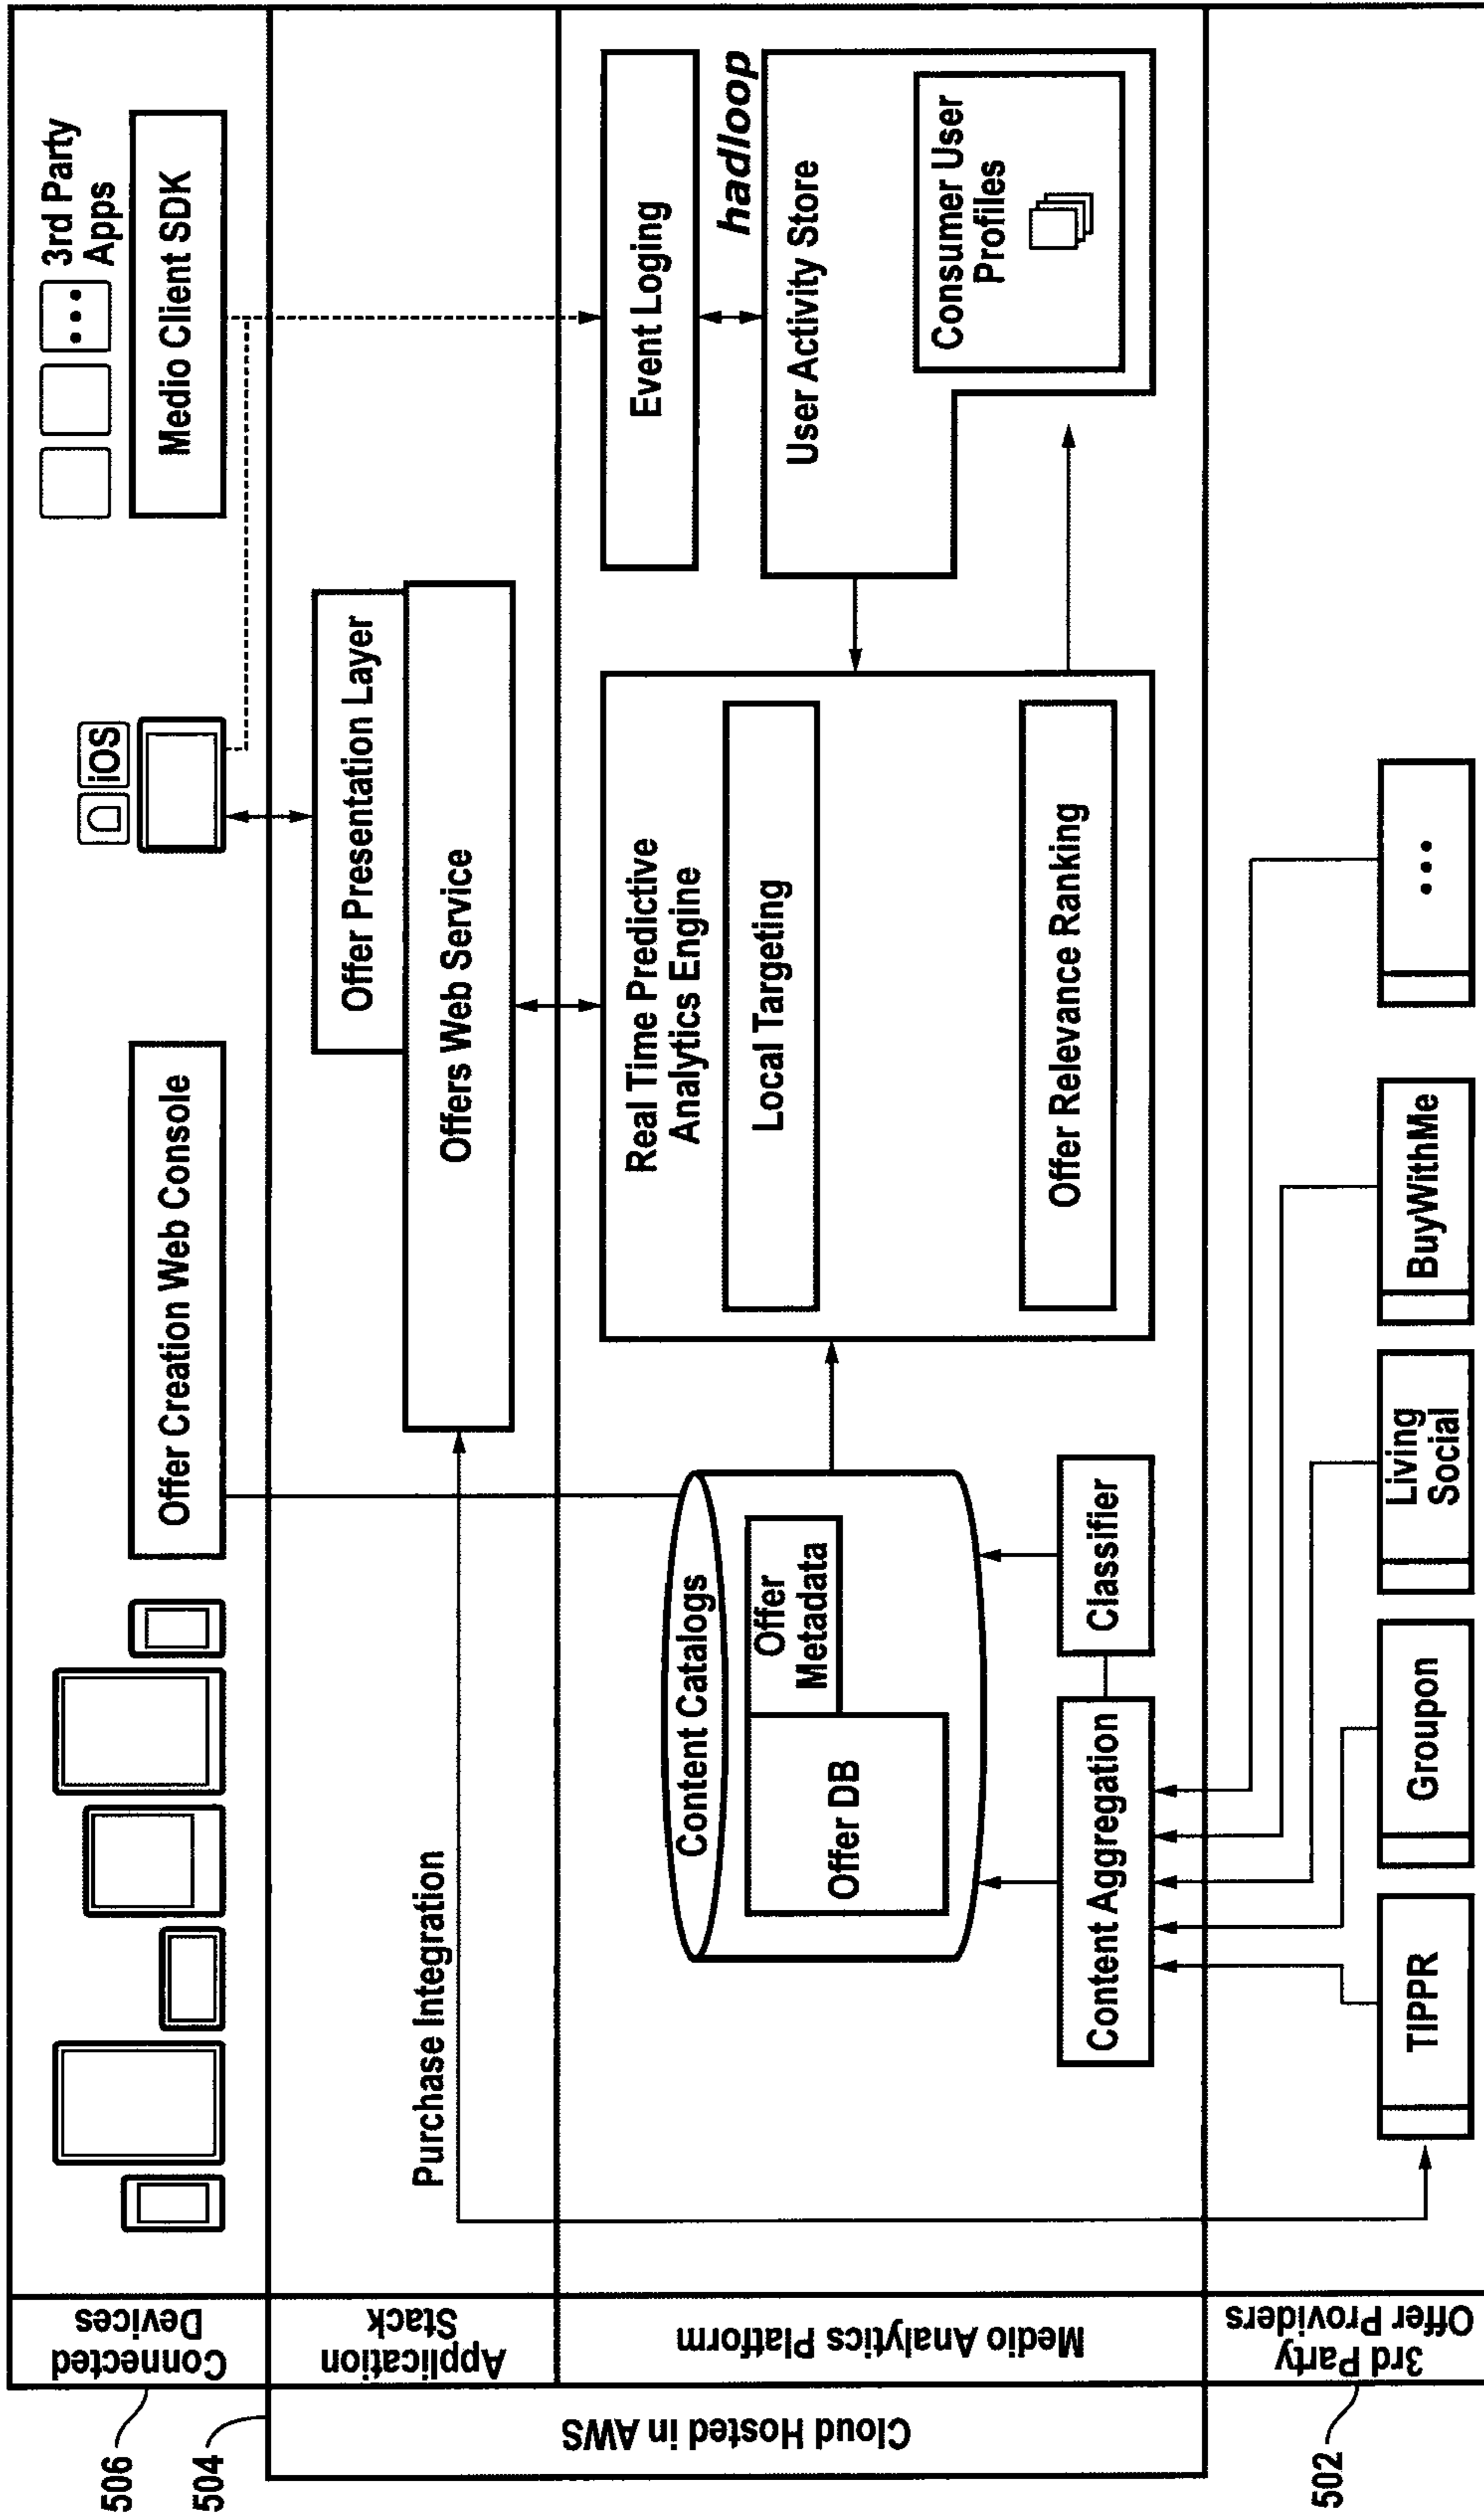 506
504
502
Connected
Devices
Application
Stack
Medio Analytics Platform
Cloud Hosted in AWS
3rd Party
Offer Providers
Offer Creation Web Console
iOS
3rd Party
Apps
•••
Medio Client SDK
Purchase Integration
Offer Presentation Layer
Offers Web Service
Content Catalogs
Offer DB
Offer
Metadata
Content Aggregation
Classifier
Real Time Predictive
Analytics Engine
Local Targeting
Offer Relevance Ranking
Event Loging
hadloop
User Activity Store
Consumer User
Profiles
TIPPR
Groupon
Living
Social
BuyWithMe
•••